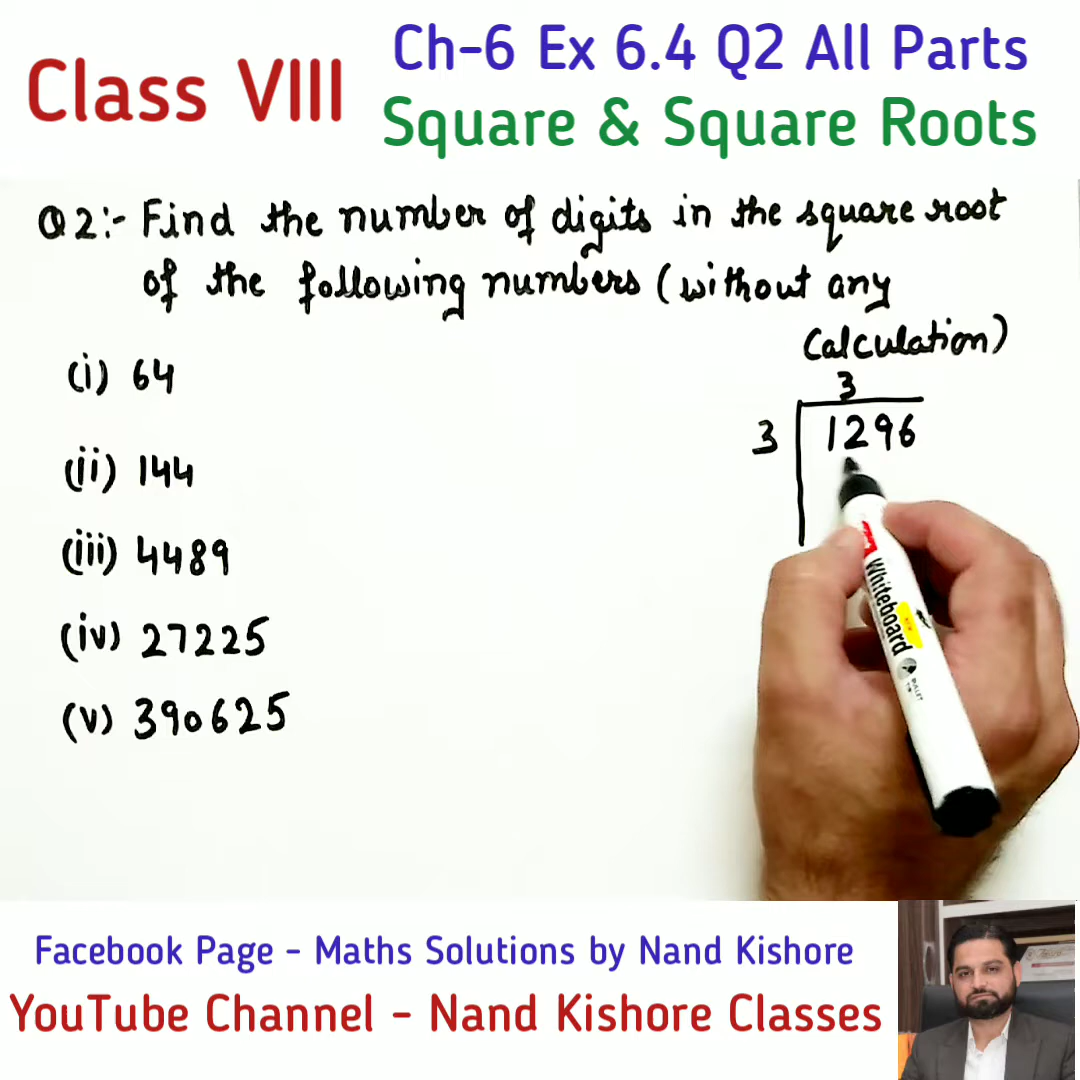 Class VIII
Ch-6 Ex 6.4 Q2 All Parts
Square & Square Roots
Q2:- Find the number of digits in the square root
of the following numbers (without any
Calculation)
(i) 64
(ii) 144
(iii) 4489
(iv) 27225
(v) 390625
3
3 1296
Whiteboard
Facebook Page - Maths Solutions by Nand Kishore
YouTube Channel - Nand Kishore Classes